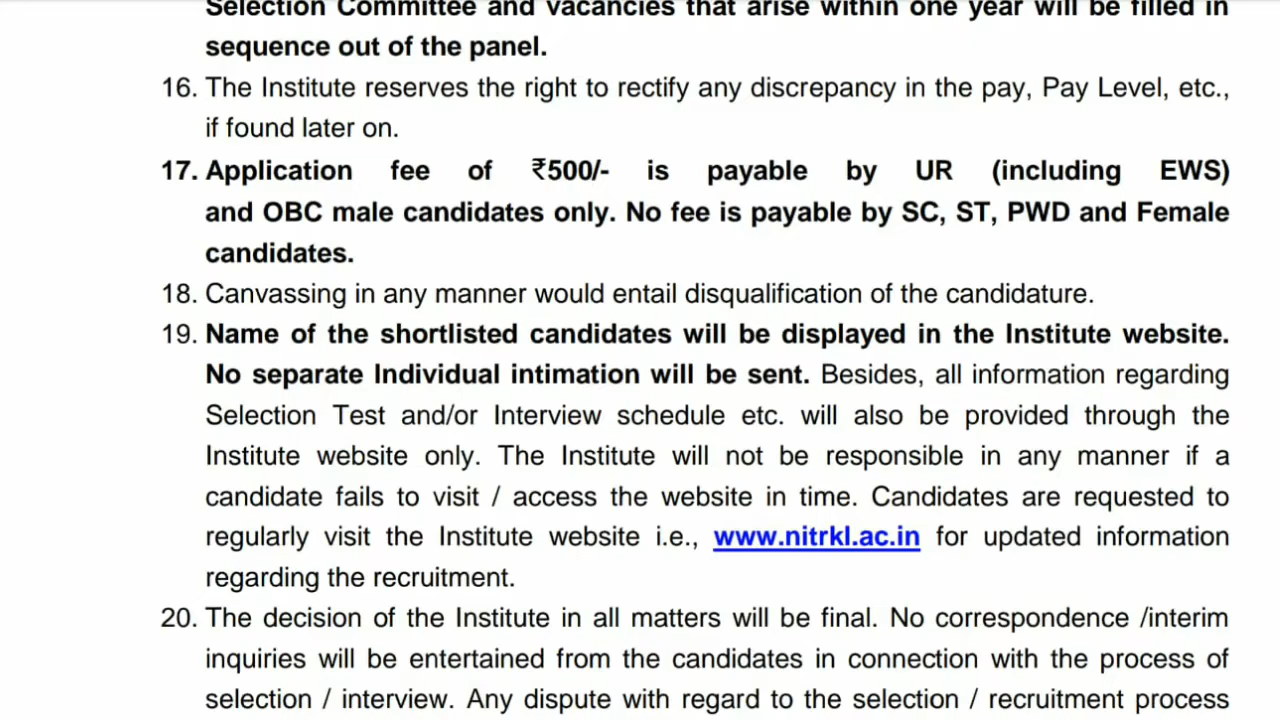 Selection Committee and vacancies that arise within one year will be filled in
sequence out of the panel.
16. The Institute reserves the right to rectify any discrepancy in the pay, Pay Level, etc.,
if found later on.
17. Application fee of ₹500/- is payable by UR (including EWS)
and OBC male candidates only. No fee is payable by SC, ST, PWD and Female
candidates.
18. Canvassing in any manner would entail disqualification of the candidature.
19. Name of the shortlisted candidates will be displayed in the Institute website.
No separate Individual intimation will be sent. Besides, all information regarding
Selection Test and/or Interview schedule etc. will also be provided through the
Institute website only. The Institute will not be responsible in any manner if a
candidate fails to visit / access the website in time. Candidates are requested to
regularly visit the Institute website i.e., www.nitrkl.ac.in for updated information
regarding the recruitment.
20. The decision of the Institute in all matters will be final. No correspondence /interim
inquiries will be entertained from the candidates in connection with the process of
selection / interview. Any dispute with regard to the selection / recruitment process